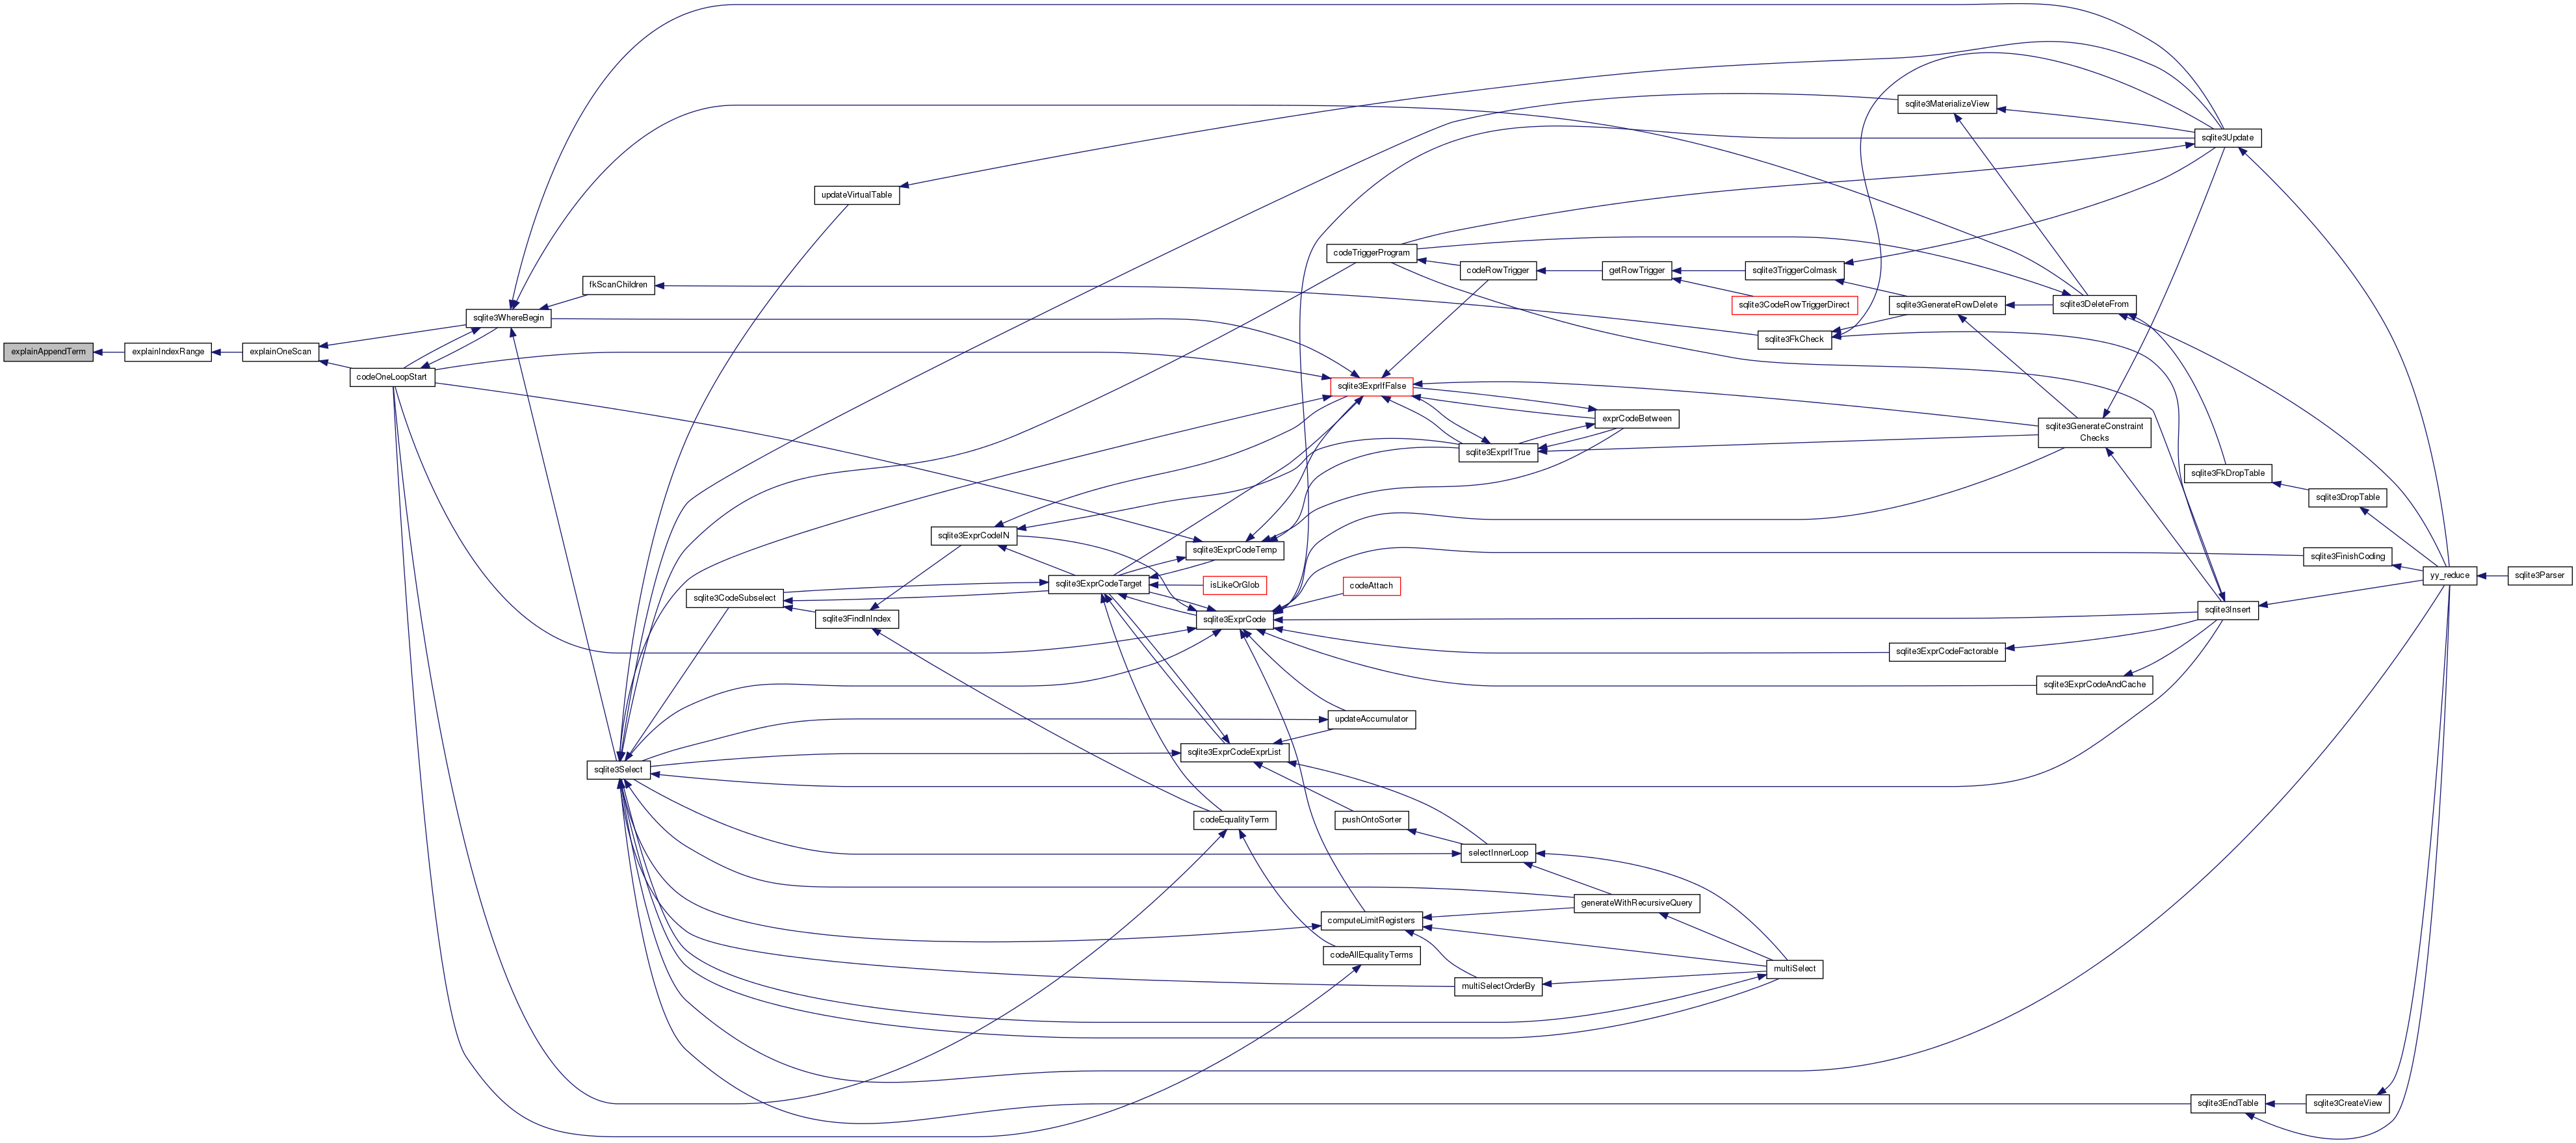 explainAppendTerm
explainIndexRange
explainOneScan
sqlite3WhereBegin
codeOneLoopStart
fkScanChildren
sqlite3Select
updateVirtualTable
sqlite3CodeSubselect
sqlite3FindInIndex
sqlite3ExprCodeIN
sqlite3ExprCodeTarget
sqlite3ExprCodeTemp
isLikeOrGlob
sqlite3ExprCode
sqlite3ExprCodeExprList
codeEqualityTerm
codeTriggerProgram
sqlite3ExprIfFalse
codeAttach
updateAccumulator
pushOntoSorter
computeLimitRegisters
codeAllEqualityTerms
codeRowTrigger
sqlite3ExprIfTrue
selectInnerLoop
multiSelectOrderBy
getRowTrigger
exprCodeBetween
generateWithRecursiveQuery
sqlite3TriggerColmask
sqlite3CodeRowTriggerDirect
sqlite3FkCheck
multiSelect
sqlite3MaterializeView
sqlite3GenerateRowDelete
sqlite3ExprCodeFactorable
sqlite3DeleteFrom
sqlite3GenerateConstraint
Checks
sqlite3ExprCodeAndCache
sqlite3Update
sqlite3FkDropTable
sqlite3Insert
sqlite3EndTable
sqlite3DropTable
sqlite3FinishCoding
sqlite3CreateView
yy_reduce
sqlite3Parser